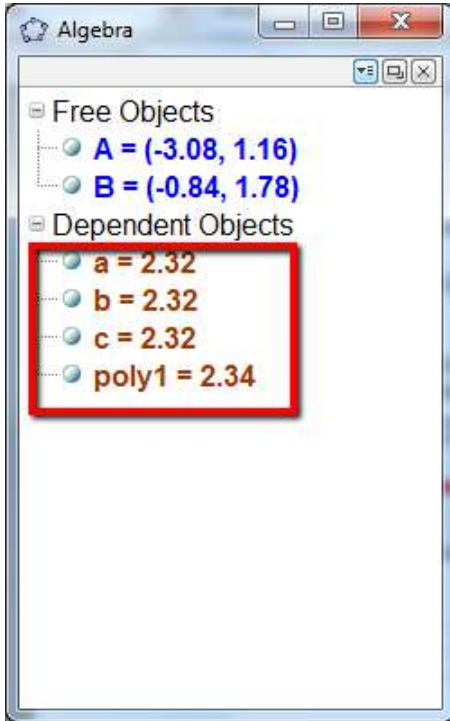 Algebra
Free Objects
A = (-3.08, 1.16)
B = (-0.84, 1.78)
Dependent Objects
a = 2.32
b = 2.32
c = 2.32
poly1 = 2.34